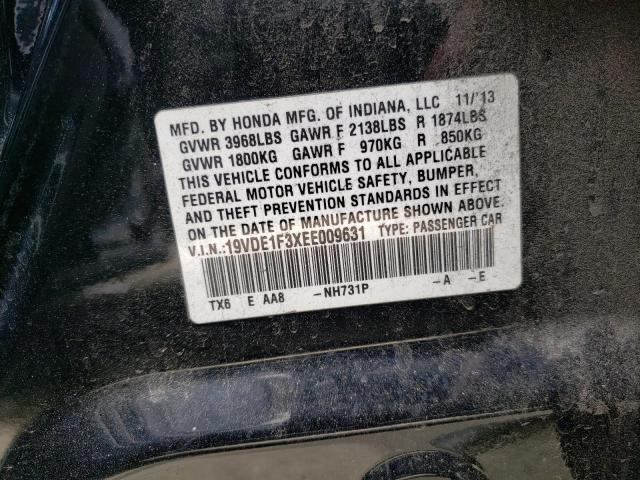 MFD. BY HONDA MFG. OF INDIANA, LLC 11/'13
GVWR 3968LBS GAWR F 2138LBS R 1874LBS
GVWR 1800KG GAWR F 970KG R 850KG
THIS VEHICLE CONFORMS TO ALL APPLICABLE
FEDERAL MOTOR VEHICLE SAFETY, BUMPER,
AND THEFT PREVENTION STANDARDS IN EFFECT
ON THE DATE OF MANUFACTURE SHOWN ABOVE.
V.I.N.:19VDE1F3XEE009631 TYPE: PASSENGER CAR
TX6 E AA8 -NH731P -A -E